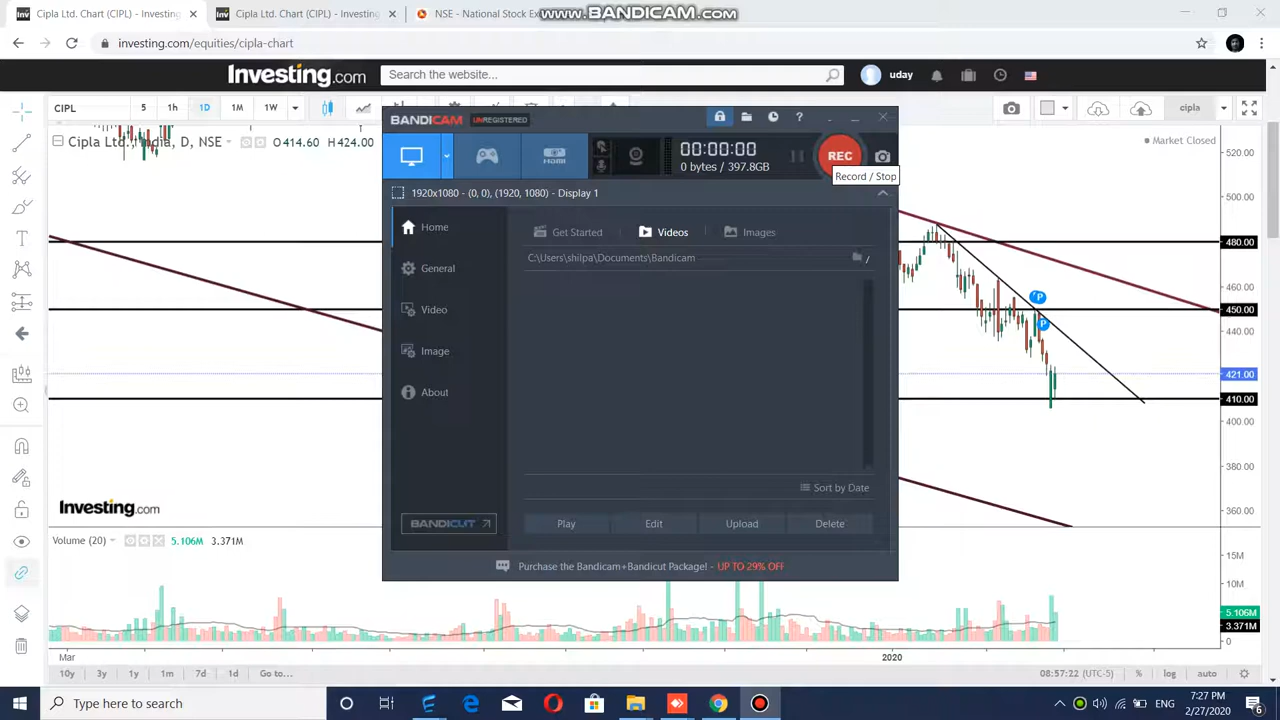 Cipla Ltd. Chart (CIPL) - Investing
Cipla Ltd. Chart (CIPL) - Investing
NSE - National Stock Ex
www.BANDICAM.com
investing.com/equities/cipla-chart
Investing.com
Search the website...
uday
CIPL
5
1h
1D
1M
1W
cipla
Cipla Ltd., India, D, NSE
O 414.60
H 424.00
Market Closed
BANDICAM
UNREGISTERED
HDMI
00:00:00
0 bytes / 397.8GB
REC
Record / Stop
1920x1080 - (0, 0), (1920, 1080) - Display 1
Home
General
Video
Image
About
Get Started
Videos
Images
C:\Users\shilpa\Documents\Bandicam
/
Sort by Date
BANDICUT
Play
Edit
Upload
Delete
Purchase the Bandicam+Bandicut Package! - UP TO 29% OFF
P
P
520.00
500.00
480.00
460.00
450.00
440.00
421.00
410.00
400.00
380.00
360.00
Investing.com
Volume (20)
5.106M
3.371M
15M
10M
5.106M
3.371M
0
Mar
2020
10y
3y
1y
1m
7d
1d
Go to...
08:57:22 (UTC-5)
%
log
auto
Type here to search
ENG
7:27 PM
2/27/2020
6